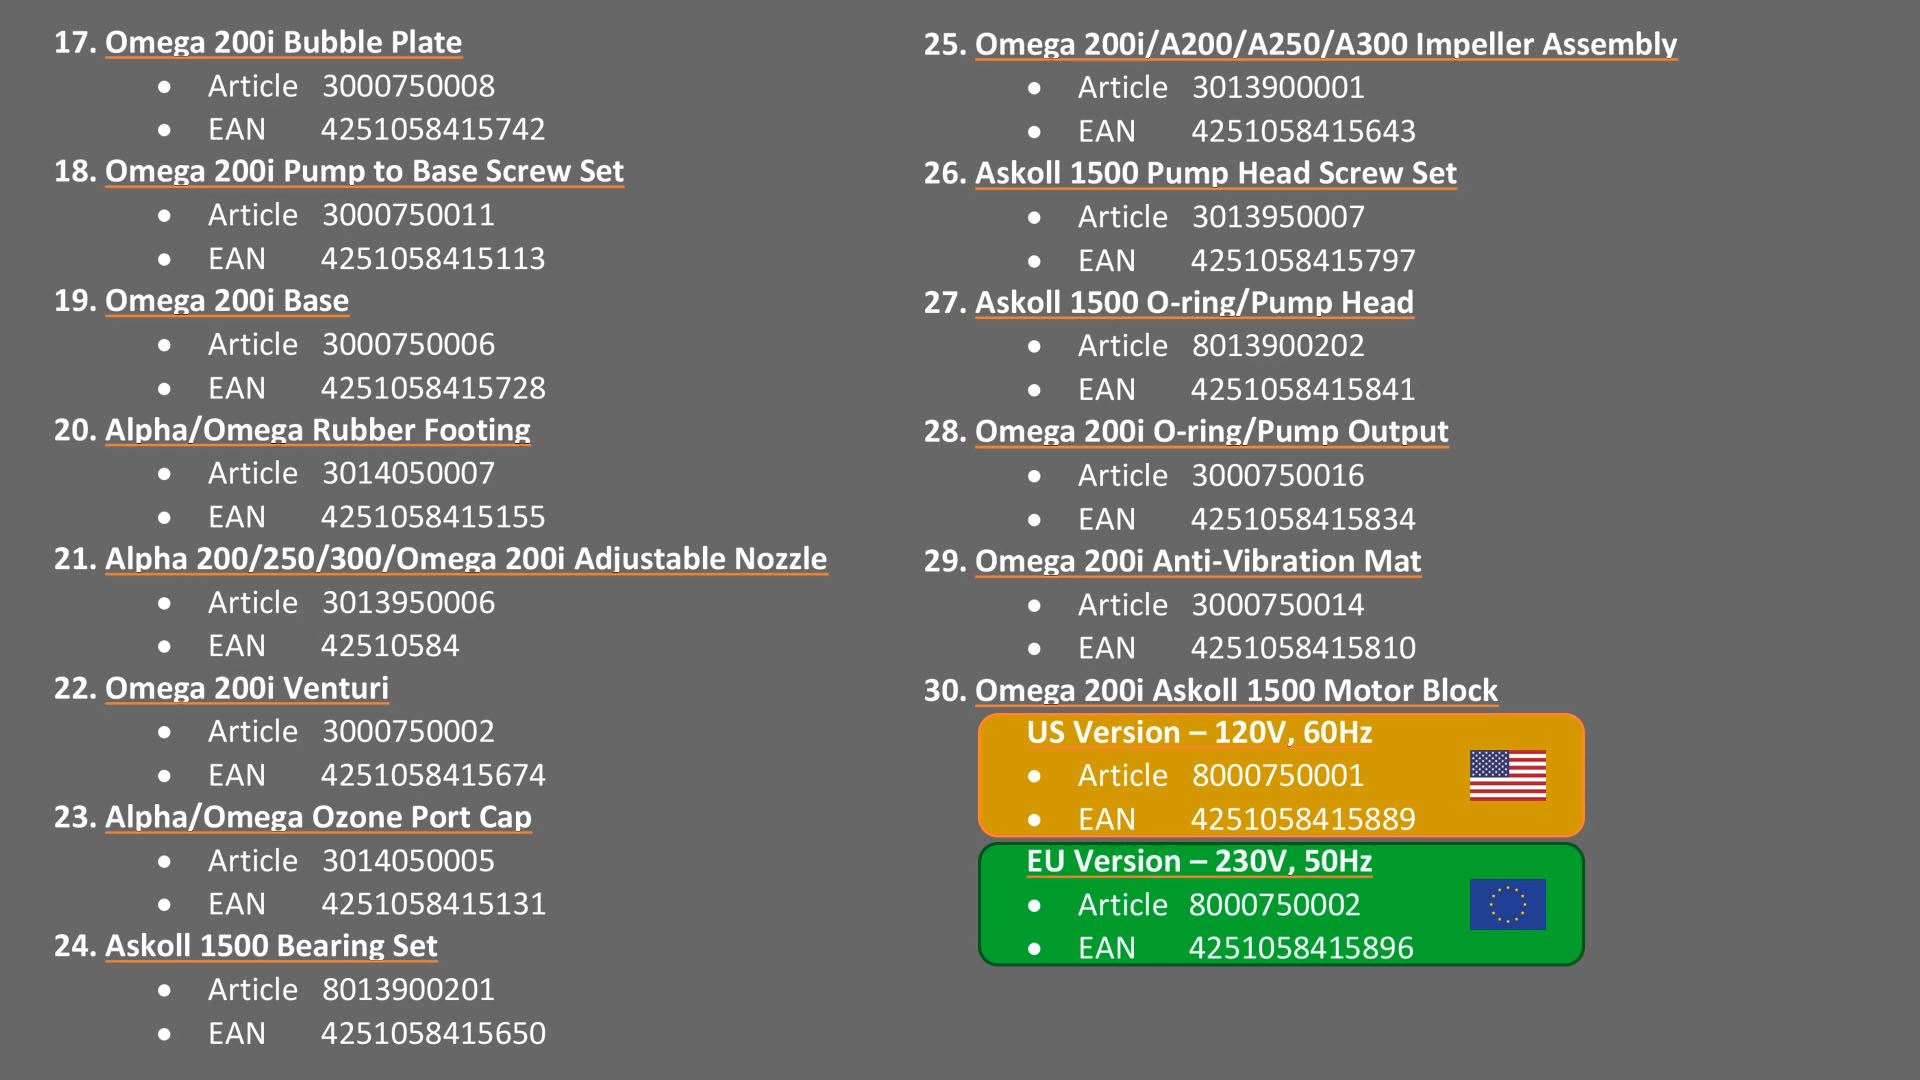 17. Omega 200i Bubble Plate
• Article 3000750008
• EAN 4251058415742
18. Omega 200i Pump to Base Screw Set
• Article 3000750011
• EAN 4251058415113
19. Omega 200i Base
• Article 3000750006
• EAN 4251058415728
20. Alpha/Omega Rubber Footing
• Article 3014050007
• EAN 4251058415155
21. Alpha 200/250/300/Omega 200i Adjustable Nozzle
• Article 3013950006
• EAN 42510584
22. Omega 200i Venturi
• Article 3000750002
• EAN 4251058415674
23. Alpha/Omega Ozone Port Cap
• Article 3014050005
• EAN 4251058415131
24. Askoll 1500 Bearing Set
• Article 8013900201
• EAN 4251058415650
25. Omega 200i/A200/A250/A300 Impeller Assembly
• Article 3013900001
• EAN 4251058415643
26. Askoll 1500 Pump Head Screw Set
• Article 3013950007
• EAN 4251058415797
27. Askoll 1500 O-ring/Pump Head
• Article 8013900202
• EAN 4251058415841
28. Omega 200i O-ring/Pump Output
• Article 3000750016
• EAN 4251058415834
29. Omega 200i Anti-Vibration Mat
• Article 3000750014
• EAN 4251058415810
30. Omega 200i Askoll 1500 Motor Block
US Version – 120V, 60Hz
• Article 8000750001
• EAN 4251058415889
EU Version – 230V, 50Hz
• Article 8000750002
• EAN 4251058415896